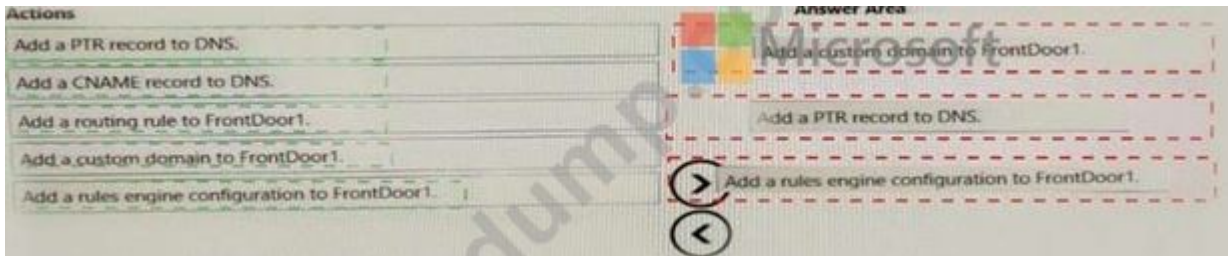 Actions
Add a PTR record to DNS.
Add a CNAME record to DNS.
Add a routing rule to FrontDoor1.
Add a custom domain to FrontDoor1.
Add a rules engine configuration to FrontDoor1.
Answer Area
Microsoft
Add a custom domain to FrontDoor1.
Add a PTR record to DNS.
Add a rules engine configuration to FrontDoor1.
dump